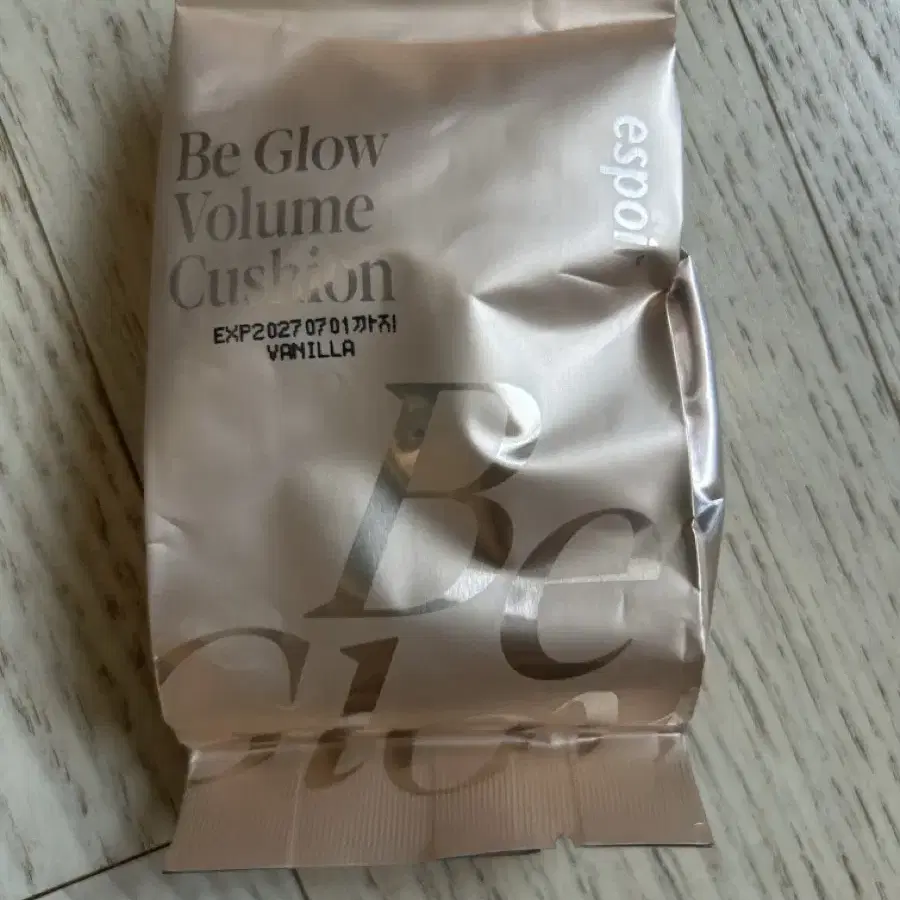 Be Glow
Volume
Cushion
EXP20270701까지
VANILLA
espoir
Be
Glow